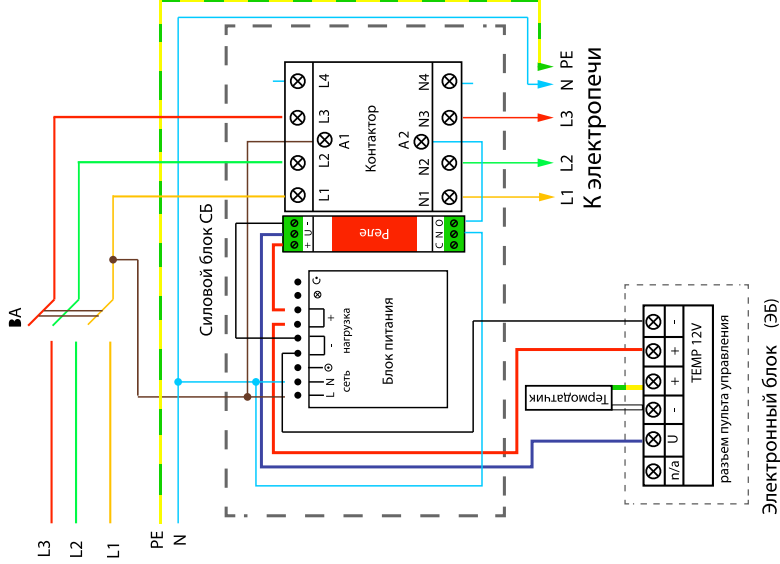 PE
N
L3
L2
L1
К электропечи
L4
L3
L2
L1
A1
Контактор
A2
N4
N3
N2
N1
Силовой блок СБ
+ U -
Реле
C N O
ВА
L N
сеть
- +
нагрузка
Блок питания
Термодатчик
-
+
+
-
U
n/a
TEMP 12V
разъем пульта управления
Электронный блок (ЭБ)
L3
L2
L1
PE
N